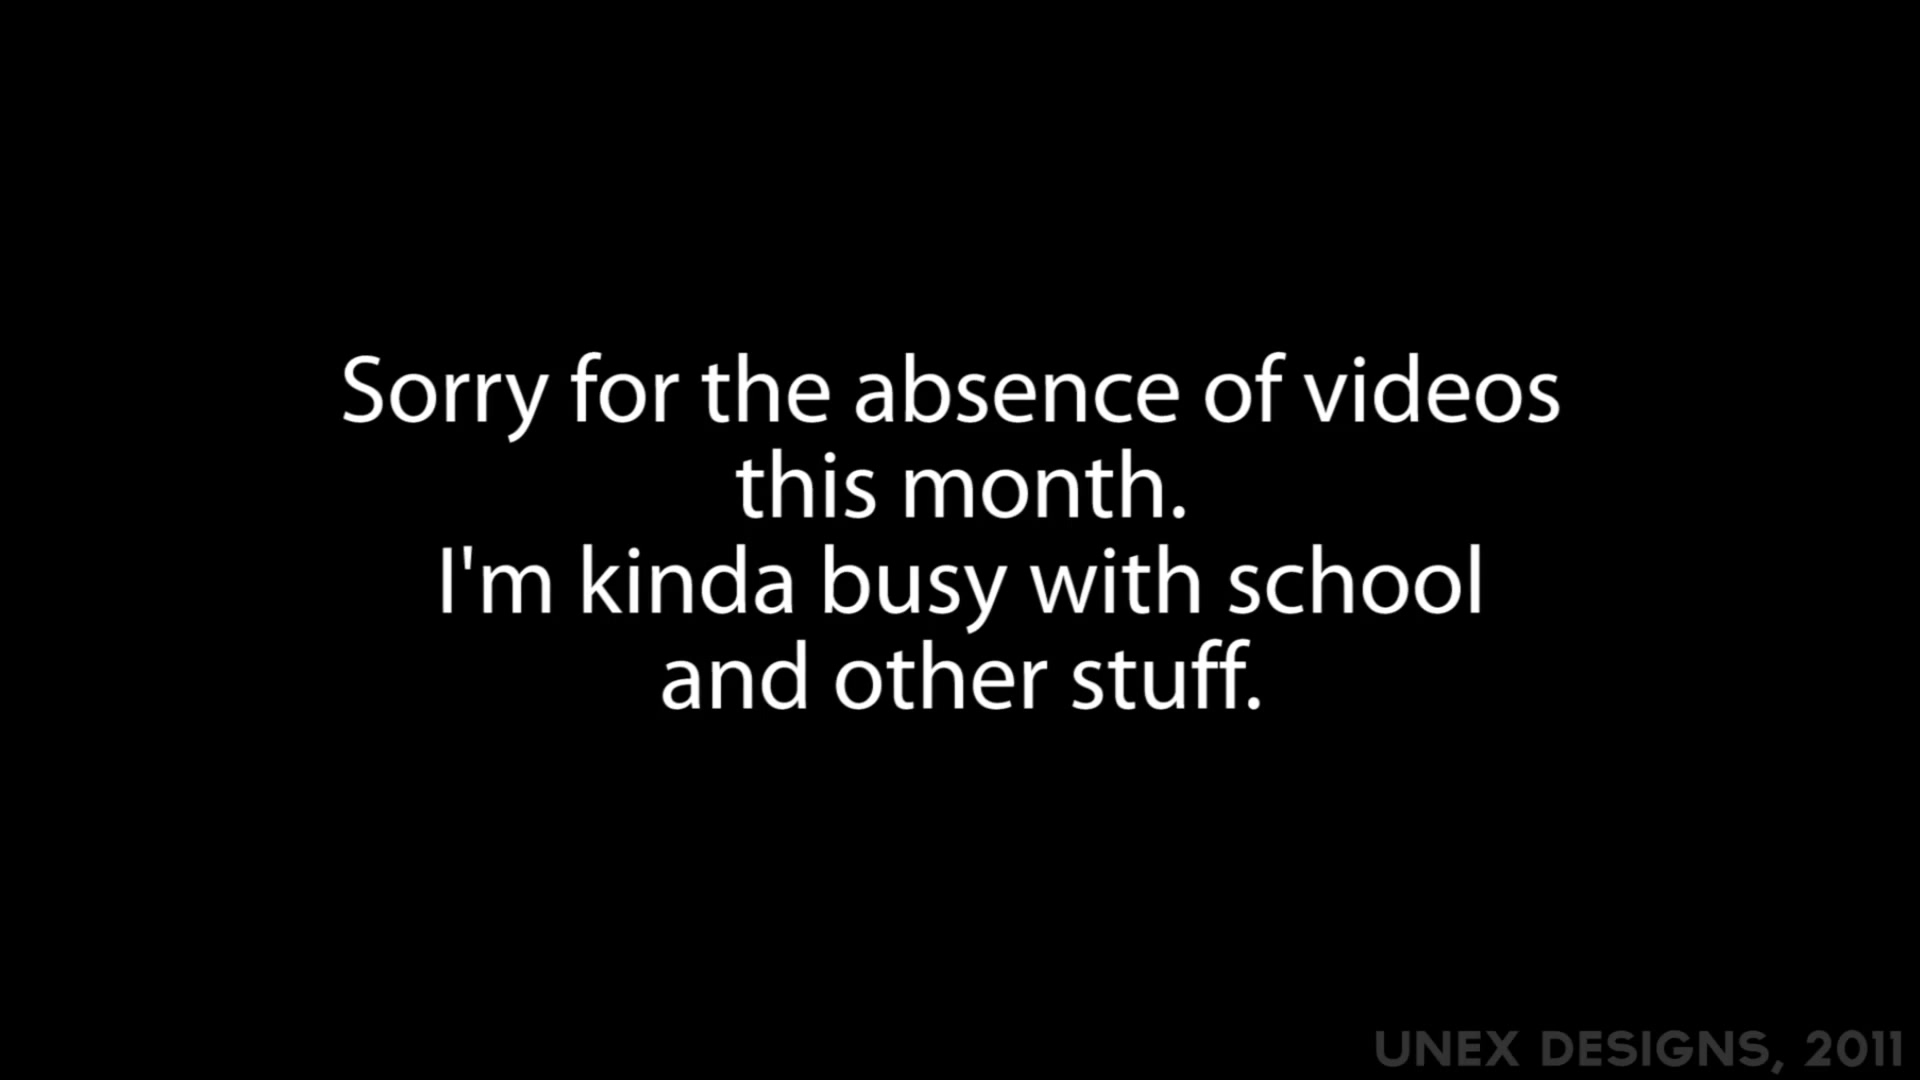 Sorry for the absence of videos
this month.
I'm kinda busy with school
and other stuff.
UNEX DESIGNS, 2011